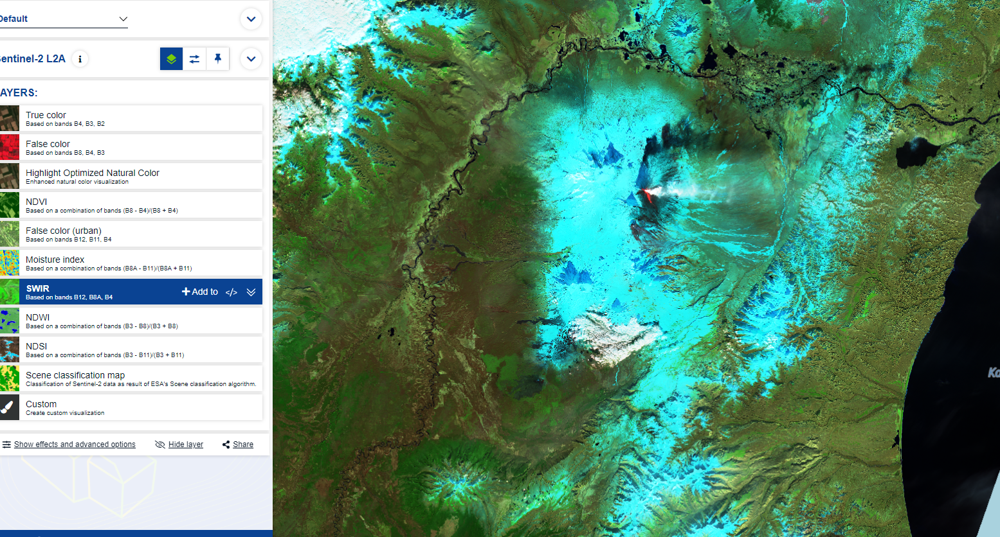 Default
Sentinel-2 L2A
LAYERS:
True color
Based on bands B4, B3, B2
False color
Based on bands B8, B4, B3
Highlight Optimized Natural Color
Enhanced natural color visualization
NDVI
Based on a combination of bands (B8 - B4)/(B8 + B4)
False color (urban)
Based on bands B12, B11, B4
Moisture index
Based on a combination of bands (B8A - B11)/(B8A + B11)
SWIR
Based on bands B12, B8A, B4
Add to </>
NDWI
Based on a combination of bands (B3 - B8)/(B3 + B8)
NDSI
Based on a combination of bands (B3 - B11)/(B3 + B11)
Scene classification map
Classification of Sentinel-2 data as result of ESA's Scene classification algorithm.
Custom
Create custom visualization
Show effects and advanced options Hide layer Share